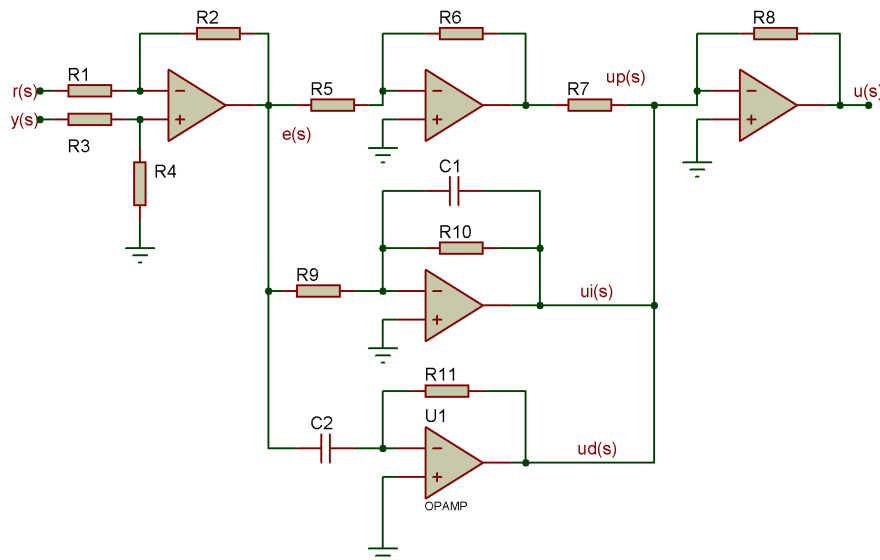 R2
R6
R8
r(s)
R1
R5
up(s)
R7
u(s)
y(s)
R3
e(s)
R4
C1
R10
R9
ui(s)
R11
C2
U1
ud(s)
OPAMP